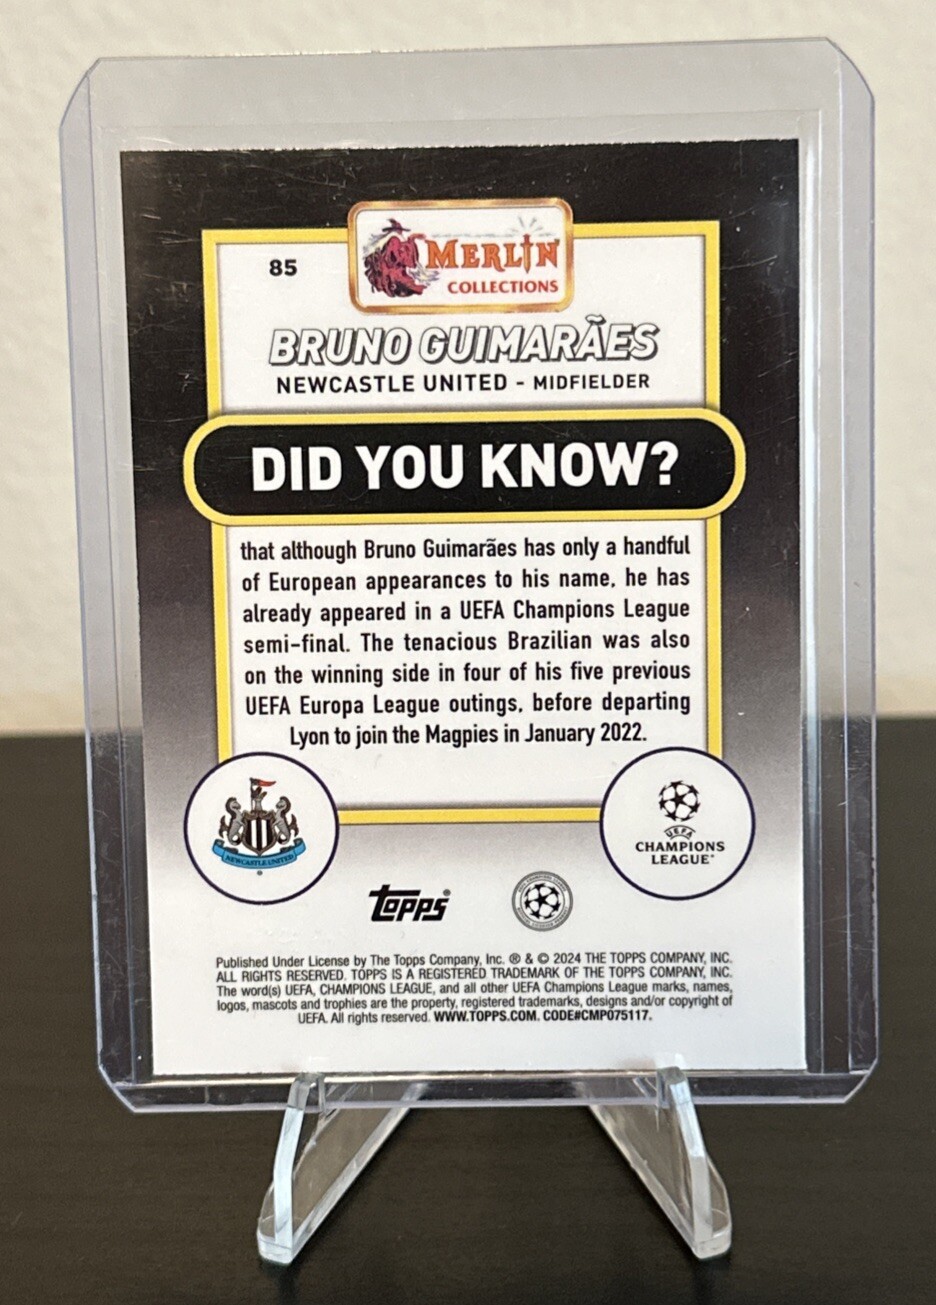 85
MERLIN
COLLECTIONS
BRUNO GUIMARÃES
NEWCASTLE UNITED - MIDFIELDER
DID YOU KNOW?
that although Bruno Guimarães has only a handful
of European appearances to his name, he has
already appeared in a UEFA Champions League
semi-final. The tenacious Brazilian was also
on the winning side in four of his five previous
UEFA Europa League outings, before departing
Lyon to join the Magpies in January 2022.
NEWCASTLE UNITED
®
UEFA
CHAMPIONS
LEAGUE®
topps®
Published Under License by The Topps Company, Inc. ® & © 2024 THE TOPPS COMPANY, INC.
ALL RIGHTS RESERVED. TOPPS IS A REGISTERED TRADEMARK OF THE TOPPS COMPANY, INC.
The word(s) UEFA, CHAMPIONS LEAGUE, and all other UEFA Champions League marks, names,
logos, mascots and trophies are the property, registered trademarks, designs and/or copyright of
UEFA. All rights reserved. WWW.TOPPS.COM. CODE#CMP075117.